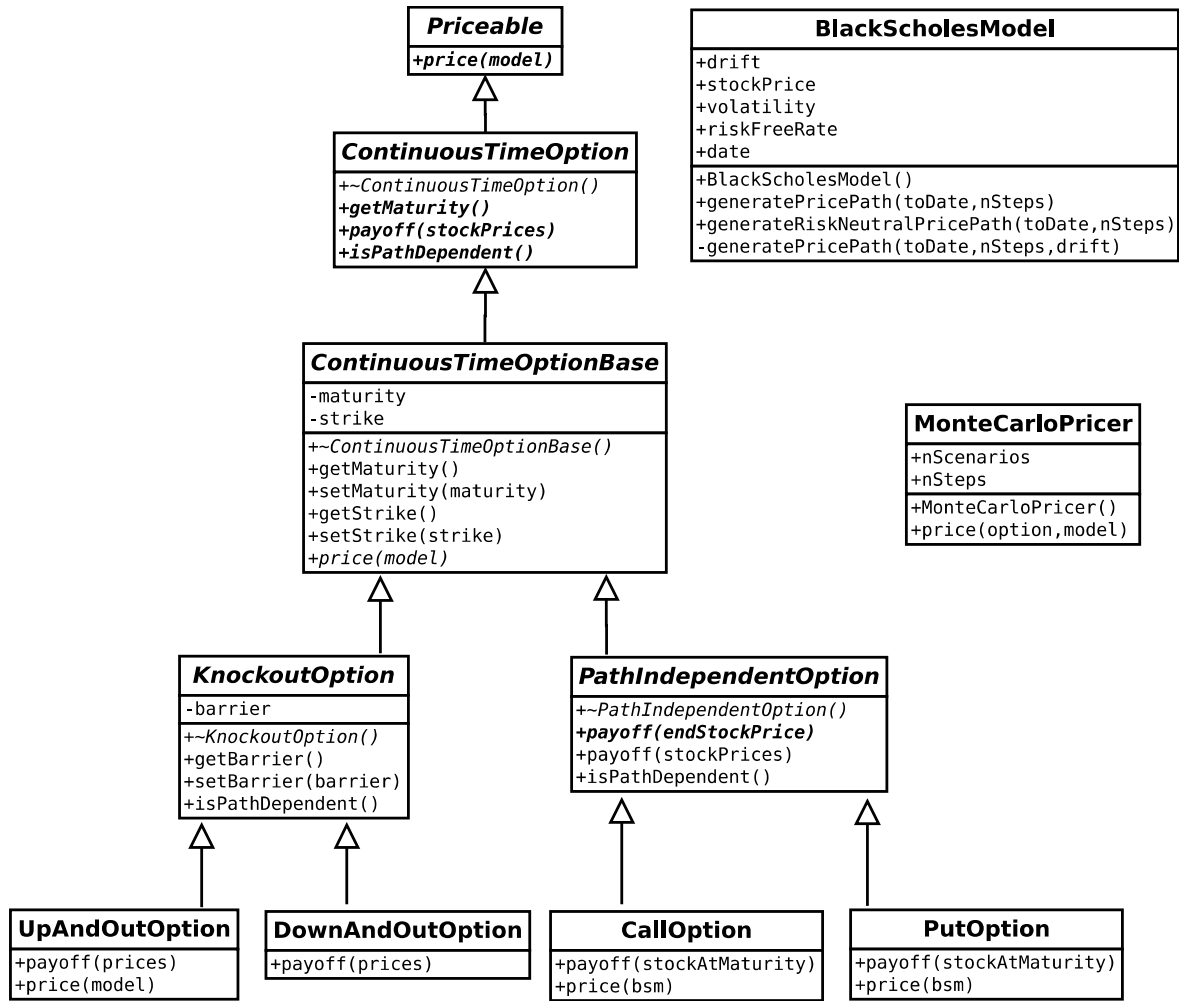 Priceable
+price(model)
BlackScholesModel
+drift
+stockPrice
+volatility
+riskFreeRate
+date
+BlackScholesModel()
+generatePricePath(toDate,nSteps)
+generateRiskNeutralPricePath(toDate,nSteps)
-generatePricePath(toDate,nSteps,drift)
ContinuousTimeOption
+~ContinuousTimeOption()
+getMaturity()
+payoff(stockPrices)
+isPathDependent()
ContinuousTimeOptionBase
-maturity
-strike
+~ContinuousTimeOptionBase()
+getMaturity()
+setMaturity(maturity)
+getStrike()
+setStrike(strike)
+price(model)
MonteCarloPricer
+nScenarios
+nSteps
+MonteCarloPricer()
+price(option,model)
KnockoutOption
-barrier
+~KnockoutOption()
+getBarrier()
+setBarrier(barrier)
+isPathDependent()
PathIndependentOption
+~PathIndependentOption()
+payoff(endStockPrice)
+payoff(stockPrices)
+isPathDependent()
UpAndOutOption
+payoff(prices)
+price(model)
DownAndOutOption
+payoff(prices)
CallOption
+payoff(stockAtMaturity)
+price(bsm)
PutOption
+payoff(stockAtMaturity)
+price(bsm)